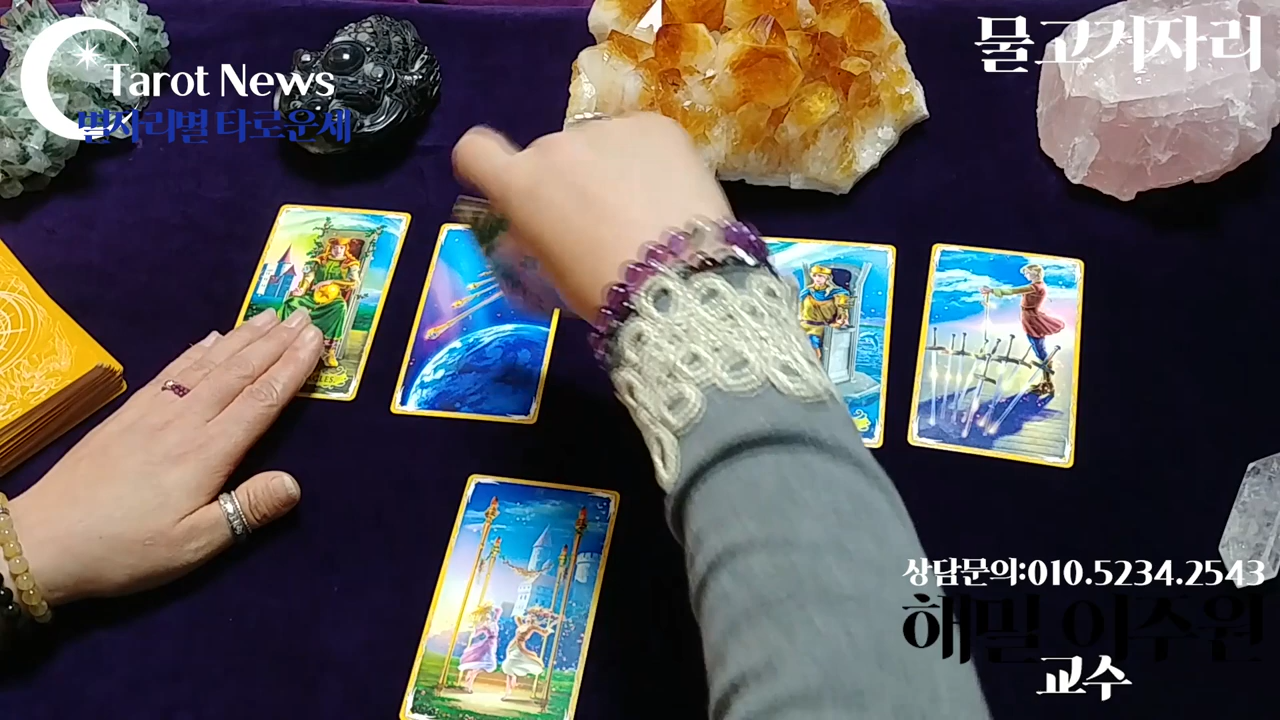 Tarot News
별자리별 타로운세
물고기자리
상담문의:010.5234.2543
해밀 이수원
교수